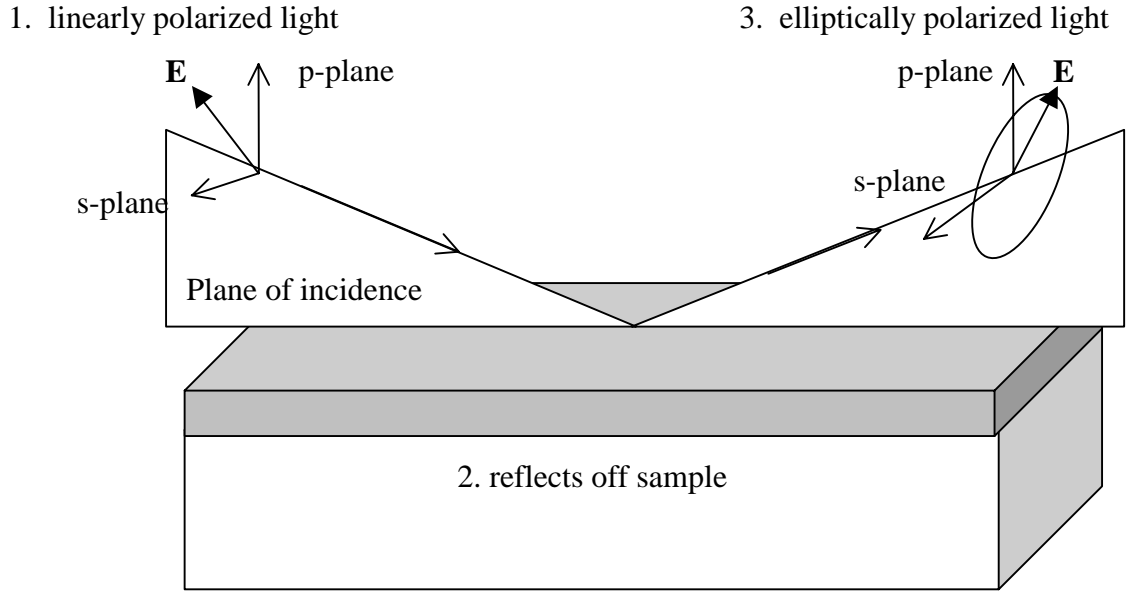 1. linearly polarized light
3. elliptically polarized light
E
p-plane
p-plane
E
s-plane
s-plane
Plane of incidence
2. reflects off sample